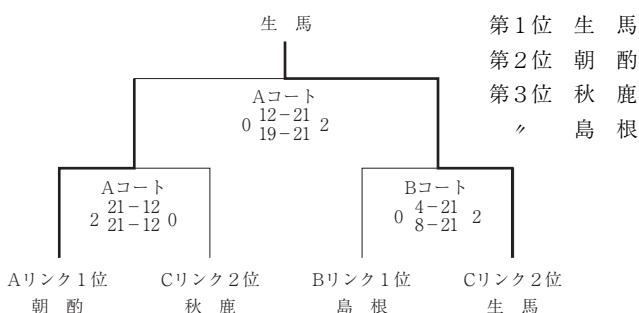 生 馬
第1位 生 馬
第2位 朝 酌
第3位 秋 鹿
〃 島 根
Aコート
0 12－21 2
19－21
Aコート
2 21－12 0
21－12
Bコート
0 4－21 2
8－21
Aリンク1位 Cリンク2位 Bリンク1位 Cリンク2位
朝 酌 秋 鹿 島 根 生 馬